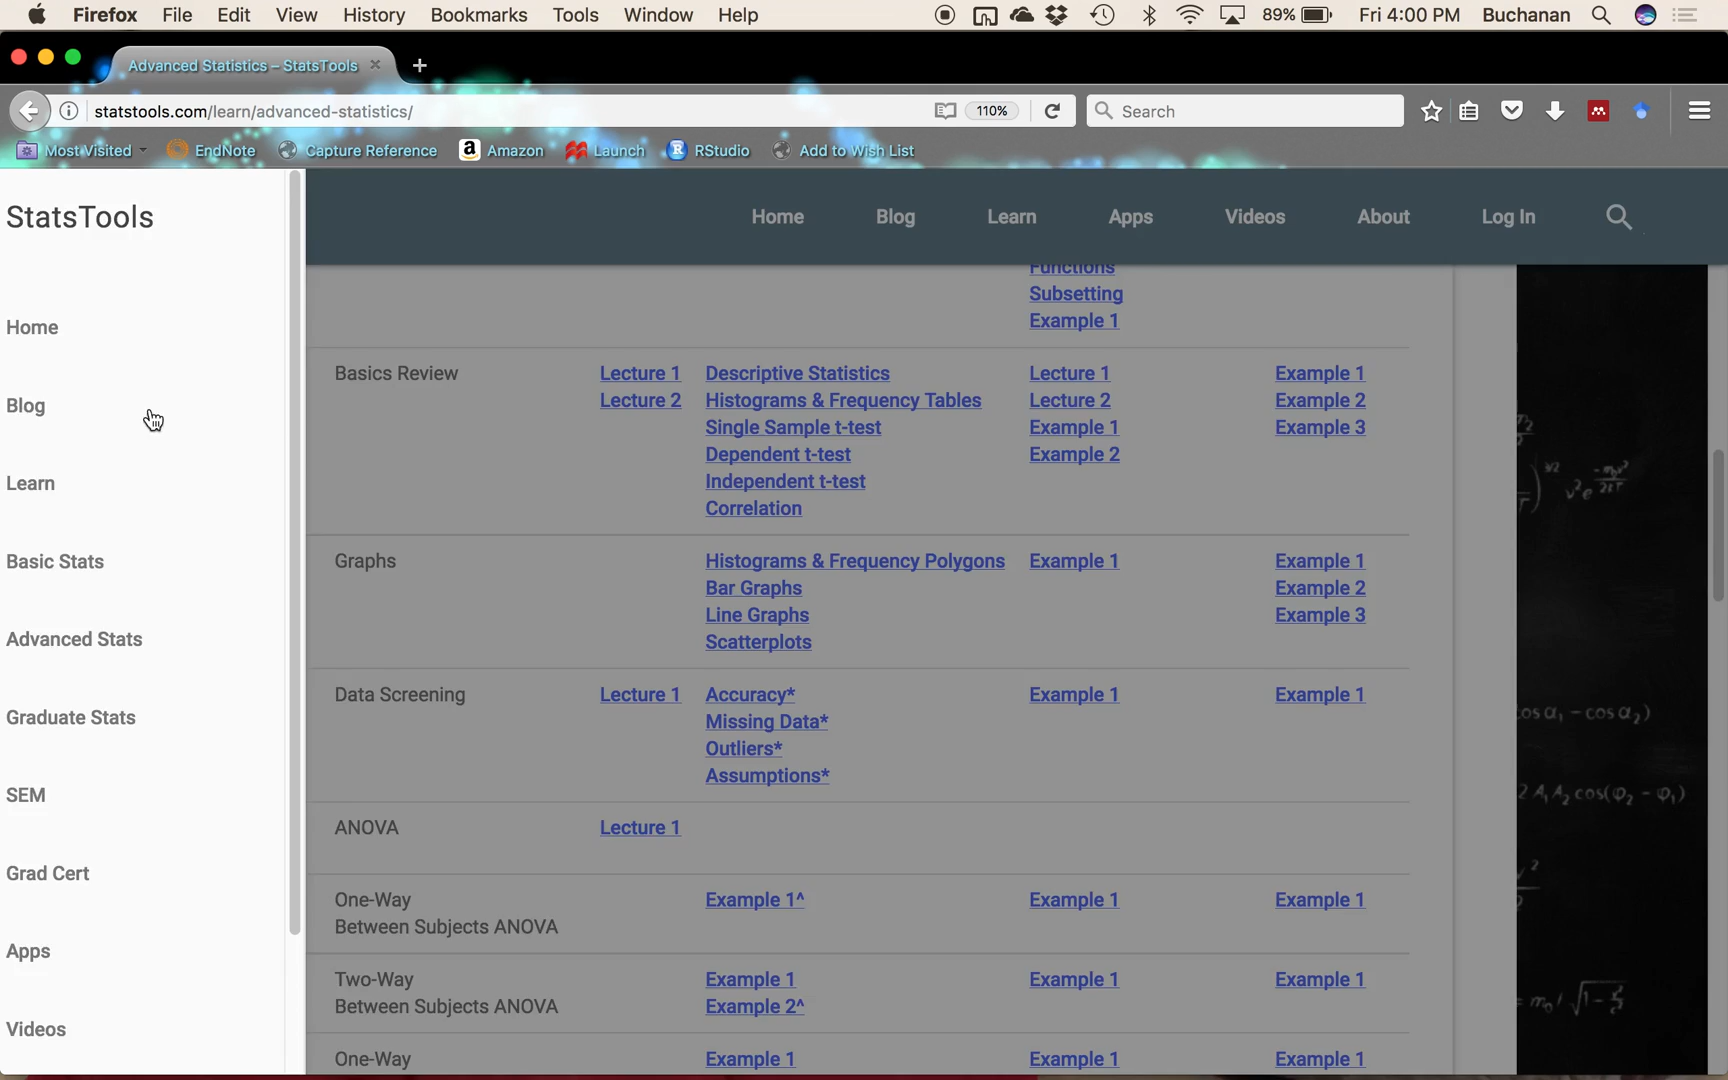 Firefox File Edit View History Bookmarks Tools Window Help 89% Fri 4:00 PM Buchanan
Advanced Statistics – StatsTools
statstools.com/learn/advanced-statistics/ 110% Search
Most Visited EndNote Capture Reference Amazon Launch RStudio Add to Wish List
StatsTools
Home
Blog
Learn
Basic Stats
Advanced Stats
Graduate Stats
SEM
Grad Cert
Apps
Videos
Home Blog Learn Apps Videos About Log In
Functions
Subsetting
Example 1
Basics Review Lecture 1 Descriptive Statistics Lecture 1 Example 1
Lecture 2 Histograms & Frequency Tables Lecture 2 Example 2
Single Sample t-test Example 1 Example 3
Dependent t-test Example 2
Independent t-test
Correlation
Graphs Histograms & Frequency Polygons Example 1 Example 1
Bar Graphs Example 2
Line Graphs Example 3
Scatterplots
Data Screening Lecture 1 Accuracy* Example 1 Example 1
Missing Data*
Outliers*
Assumptions*
ANOVA Lecture 1
One-Way Example 1^ Example 1 Example 1
Between Subjects ANOVA
Two-Way Example 1 Example 1 Example 1
Between Subjects ANOVA Example 2^
One-Way Example 1 Example 1 Example 1